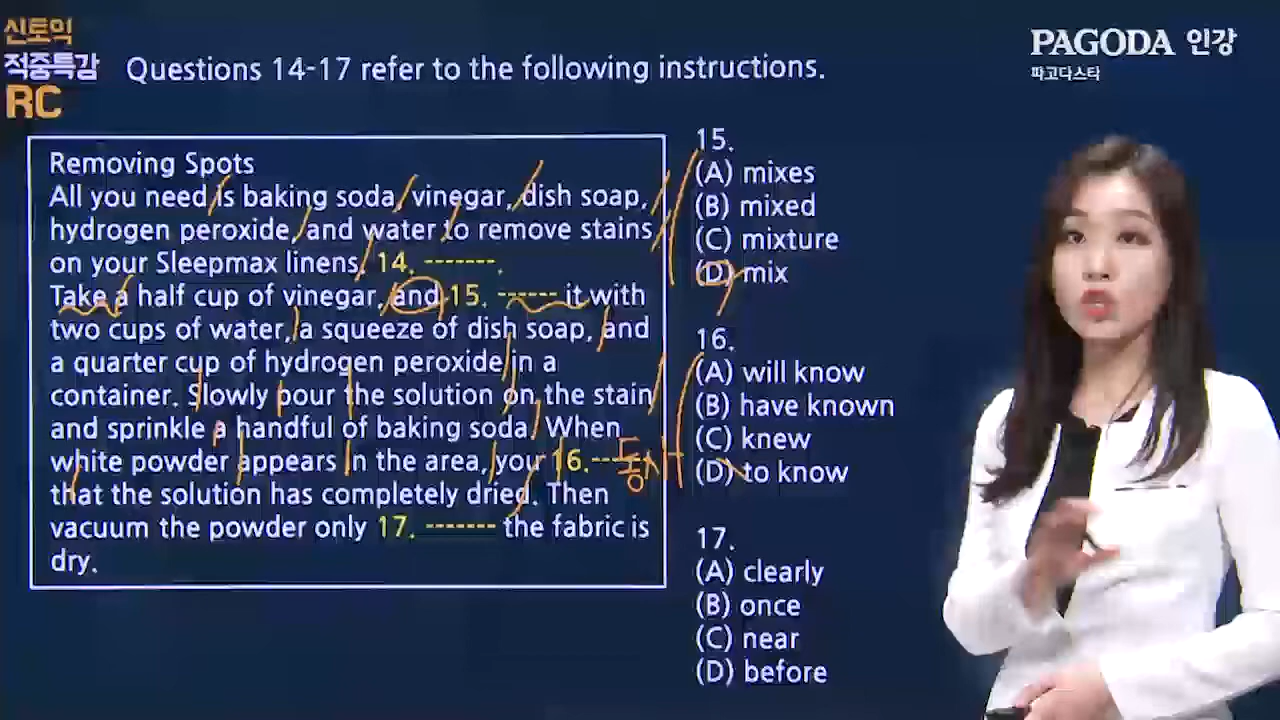 신토익
적중특강
RC
Questions 14-17 refer to the following instructions.
PAGODA 인강
파고다스타
Removing Spots
All you need is baking soda, vinegar, dish soap,
hydrogen peroxide, and water to remove stains
on your Sleepmax linens. 14. -------.
Take a half cup of vinegar, and 15. ------ it with
two cups of water, a squeeze of dish soap, and
a quarter cup of hydrogen peroxide in a
container. Slowly pour the solution on the stain
and sprinkle a handful of baking soda. When
white powder appears in the area, you 16. ------
동사
that the solution has completely dried. Then
vacuum the powder only 17. ------- the fabric is
dry.
15.
(A) mixes
(B) mixed
(C) mixture
(D) mix
16.
(A) will know
(B) have known
(C) knew
(D) to know
17.
(A) clearly
(B) once
(C) near
(D) before